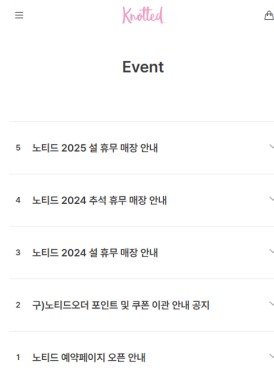 Knotted
Event
5 노티드 2025 설 휴무 매장 안내
4 노티드 2024 추석 휴무 매장 안내
3 노티드 2024 설 휴무 매장 안내
2 구)노티드오더 포인트 및 쿠폰 이관 안내 공지
1 노티드 예약페이지 오픈 안내